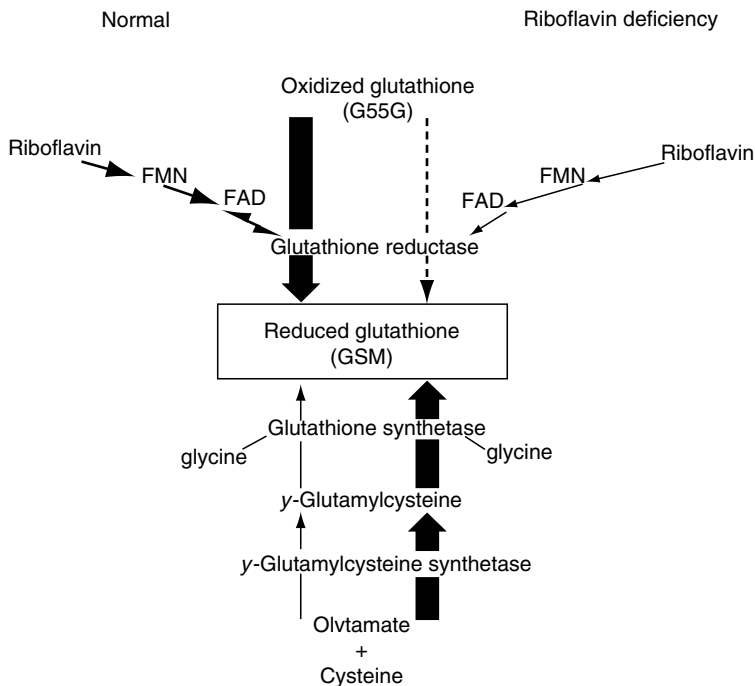 Normal
Riboflavin deficiency
Oxidized glutathione
(G55G)
Riboflavin
FMN
FAD
Riboflavin
FMN
FAD
Glutathione reductase
Reduced glutathione
(GSM)
Glutathione synthetase
glycine
glycine
y-Glutamylcysteine
y-Glutamylcysteine synthetase
Olvtamate
+
Cysteine